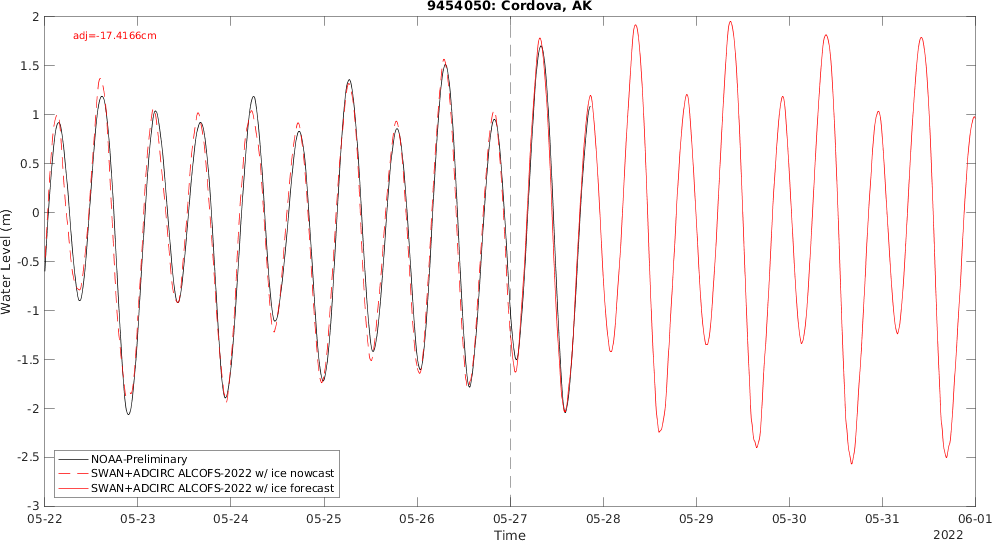 9454050: Cordova, AK
adj=-17.4166cm
Water Level (m)
2
1.5
1
0.5
0
-0.5
-1
-1.5
-2
-2.5
-3
NOAA-Preliminary
SWAN+ADCIRC ALCOFS-2022 w/ ice nowcast
SWAN+ADCIRC ALCOFS-2022 w/ ice forecast
05-22 05-23 05-24 05-25 05-26 05-27 05-28 05-29 05-30 05-31 06-01
Time
2022